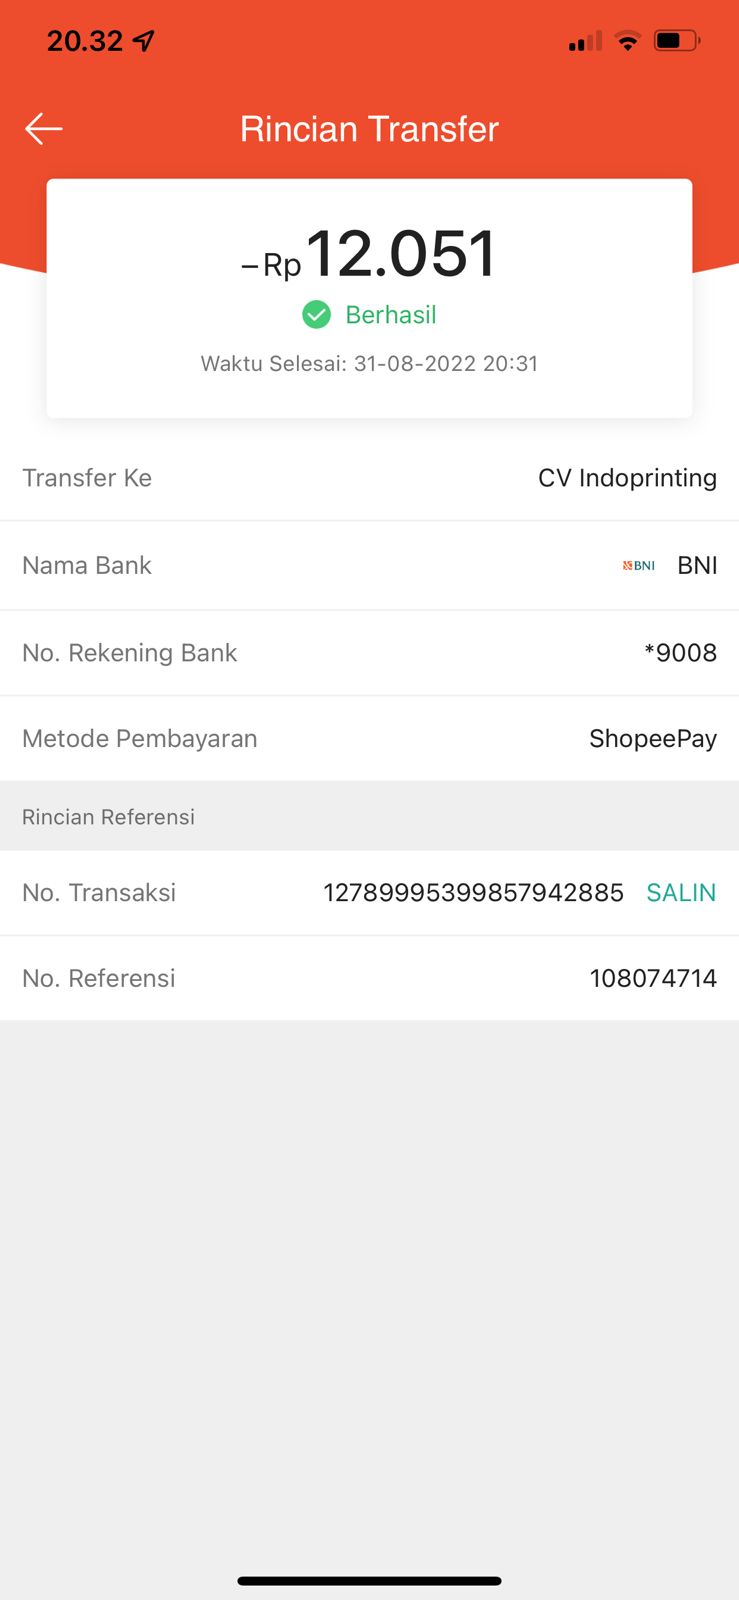 20.32
Rincian Transfer
–Rp12.051
Berhasil
Waktu Selesai: 31-08-2022 20:31
Transfer Ke CV Indoprinting
Nama Bank BNI BNI
No. Rekening Bank *9008
Metode Pembayaran ShopeePay
Rincian Referensi
No. Transaksi 12789995399857942885 SALIN
No. Referensi 108074714